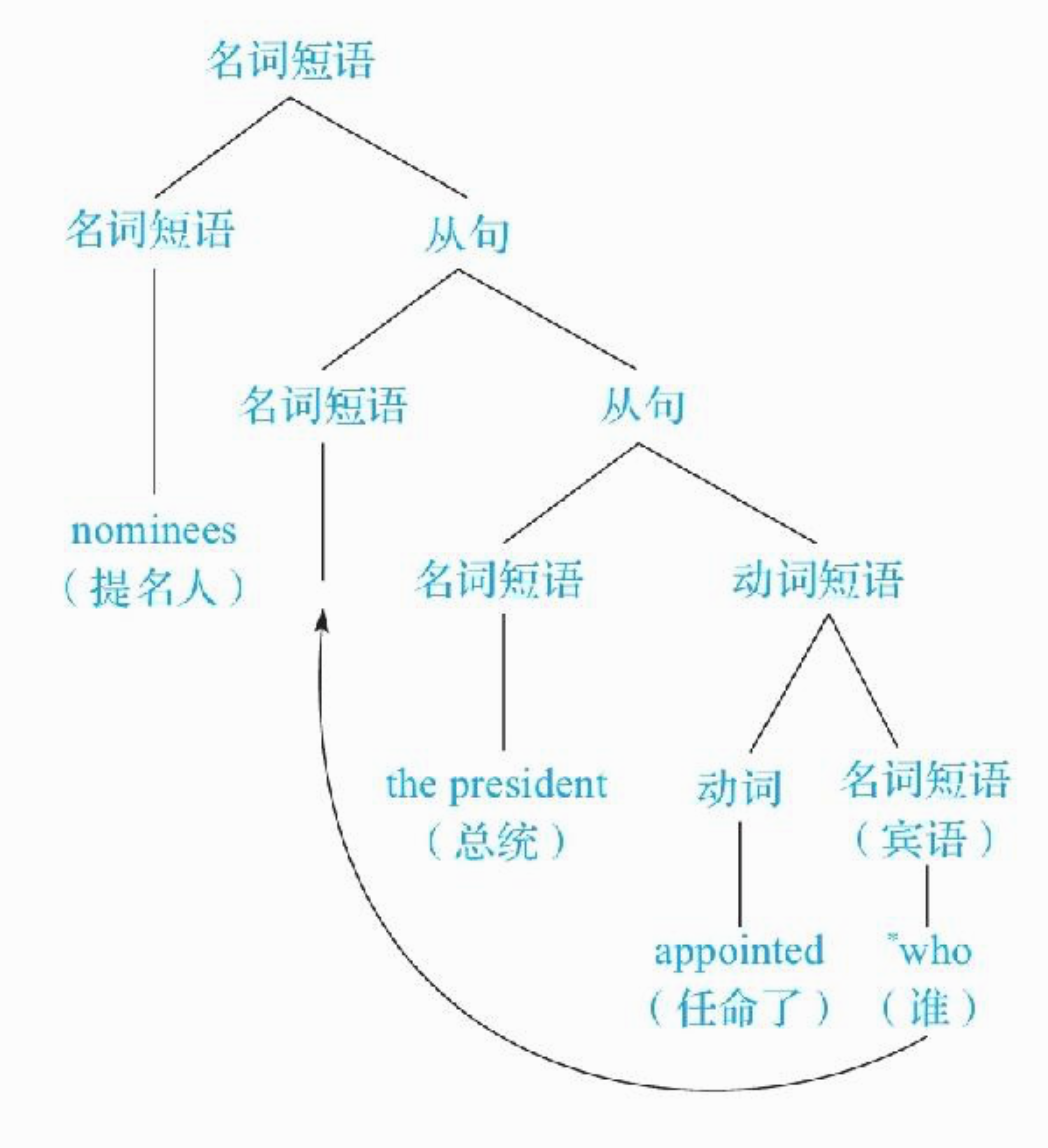 名词短语
名词短语
从句
名词短语
从句
nominees
（提名人）
名词短语
动词短语
the president
（总统）
动词
名词短语
（宾语）
appointed
（任命了）
*who
（谁）